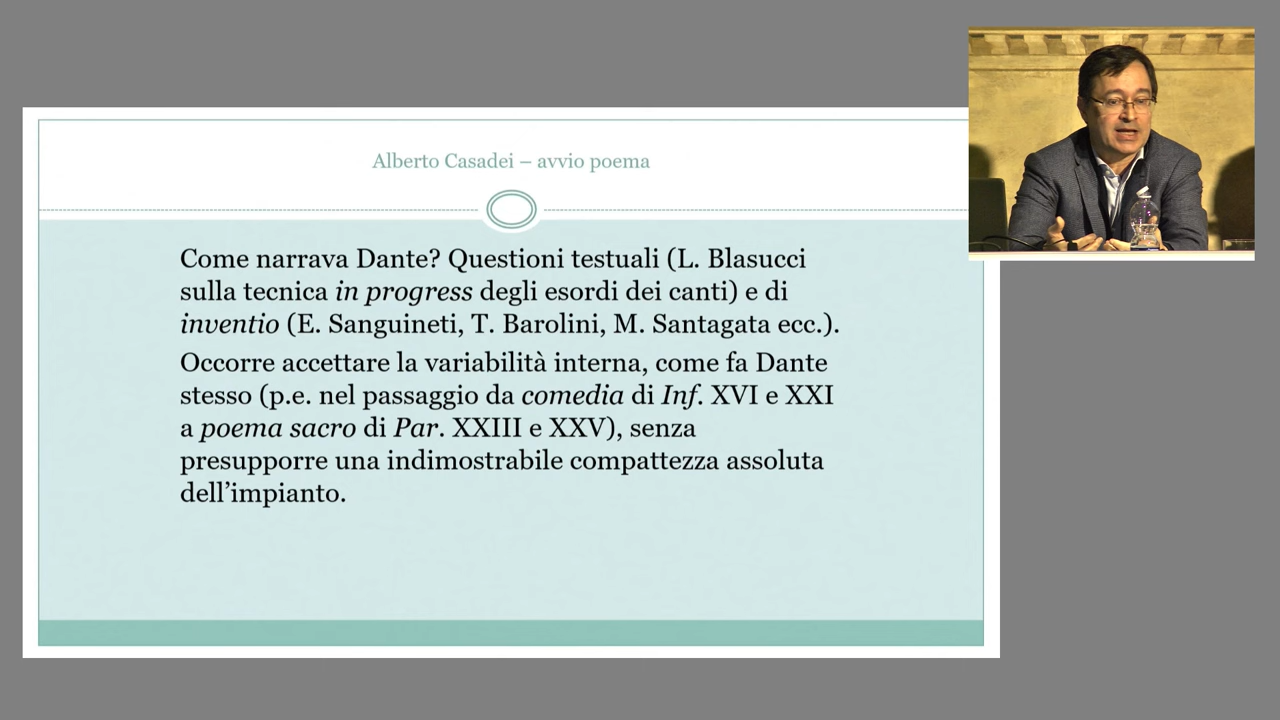 Alberto Casadei – avvio poema
Come narrava Dante? Questioni testuali (L. Blasucci
sulla tecnica in progress degli esordi dei canti) e di
inventio (E. Sanguineti, T. Barolini, M. Santagata ecc.).
Occorre accettare la variabilità interna, come fa Dante
stesso (p.e. nel passaggio da comedia di Inf. XVI e XXI
a poema sacro di Par. XXIII e XXV), senza
presupporre una indimostrabile compattezza assoluta
dell’impianto.